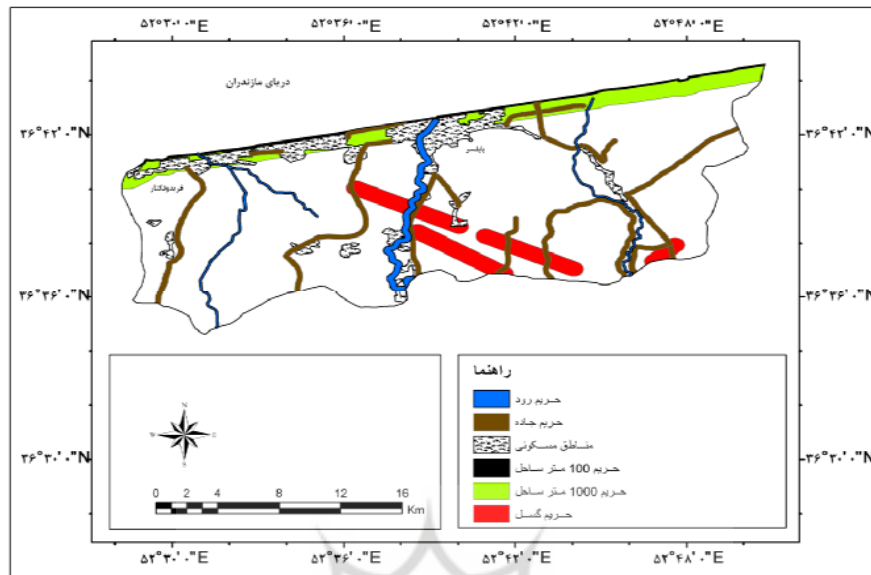 ۵۲°۳۰'۰"E ۵۲°۳۶'۰"E ۵۲°۴۲'۰"E ۵۲°۴۸'۰"E
دریای مازندران
۳۶°۴۲'۰"N ۳۶°۴۲'۰"N
بابلسر
فریدونکنار
۳۶°۳۶'۰"N ۳۶°۳۶'۰"N
راهنما
حریم رود
حریم جاده
مناطق مسکونی
حریم 100 متر ساحل
حریم 1000 متر ساحل
حریم گسل
N
W E
S
۳۶°۳۰'۰"N ۳۶°۳۰'۰"N
0 2 4 8 12 16
Km
۵۲°۳۰'۰"E ۵۲°۳۶'۰"E ۵۲°۴۲'۰"E ۵۲°۴۸'۰"E